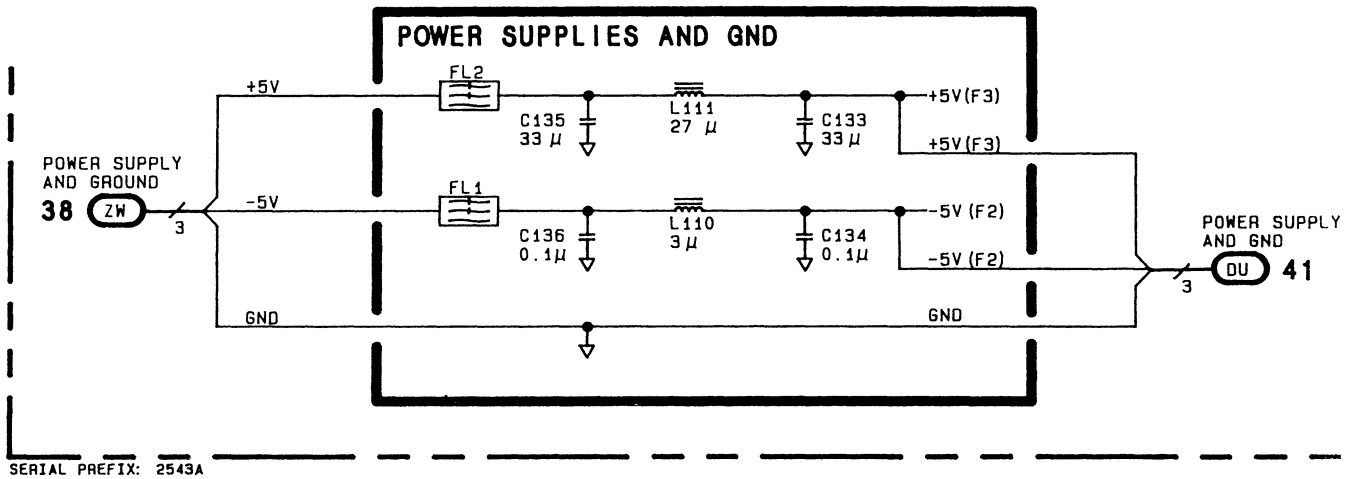 POWER SUPPLIES AND GND
+5V
FL2
C135
33 μ
L111
27 μ
C133
33 μ
+5V(F3)
+5V(F3)
POWER SUPPLY
AND GROUND
38 ZW
3
-5V
FL1
C136
0.1μ
L110
3μ
C134
0.1μ
-5V(F2)
-5V(F2)
POWER SUPPLY
AND GND
DU 41
3
GND
GND
SERIAL PREFIX: 2543A